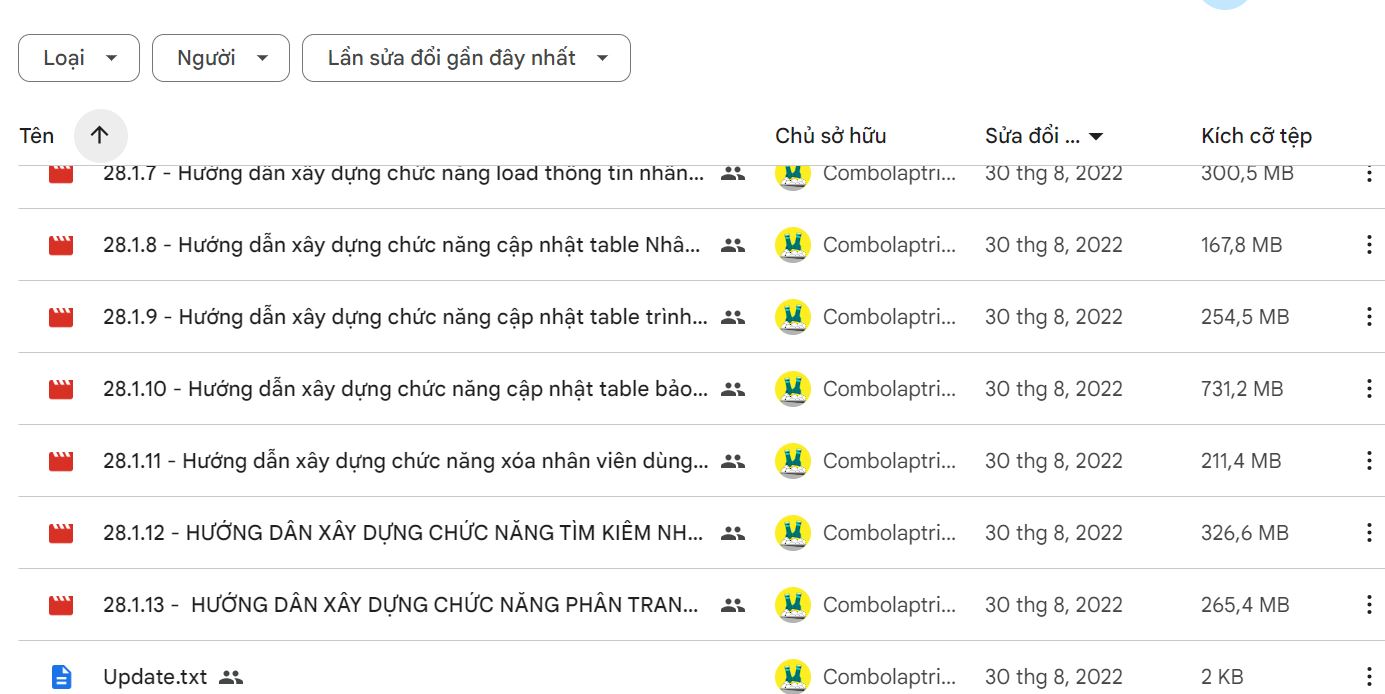 Loại Người Lần sửa đổi gần đây nhất
Tên Chủ sở hữu Sửa đổi ... Kích cỡ tệp
28.1.7 - Hướng dẫn xây dựng chức năng load thông tin nhân... Combolaptri... 30 thg 8, 2022 300,5 MB
28.1.8 - Hướng dẫn xây dựng chức năng cập nhật table Nhâ... Combolaptri... 30 thg 8, 2022 167,8 MB
28.1.9 - Hướng dẫn xây dựng chức năng cập nhật table trình... Combolaptri... 30 thg 8, 2022 254,5 MB
28.1.10 - Hướng dẫn xây dựng chức năng cập nhật table bảo... Combolaptri... 30 thg 8, 2022 731,2 MB
28.1.11 - Hướng dẫn xây dựng chức năng xóa nhân viên dùng... Combolaptri... 30 thg 8, 2022 211,4 MB
28.1.12 - HƯỚNG DẪN XÂY DỰNG CHỨC NĂNG TÌM KIẾM NH... Combolaptri... 30 thg 8, 2022 326,6 MB
28.1.13 - HƯỚNG DẪN XÂY DỰNG CHỨC NĂNG PHÂN TRAN... Combolaptri... 30 thg 8, 2022 265,4 MB
Update.txt Combolaptri... 30 thg 8, 2022 2 KB